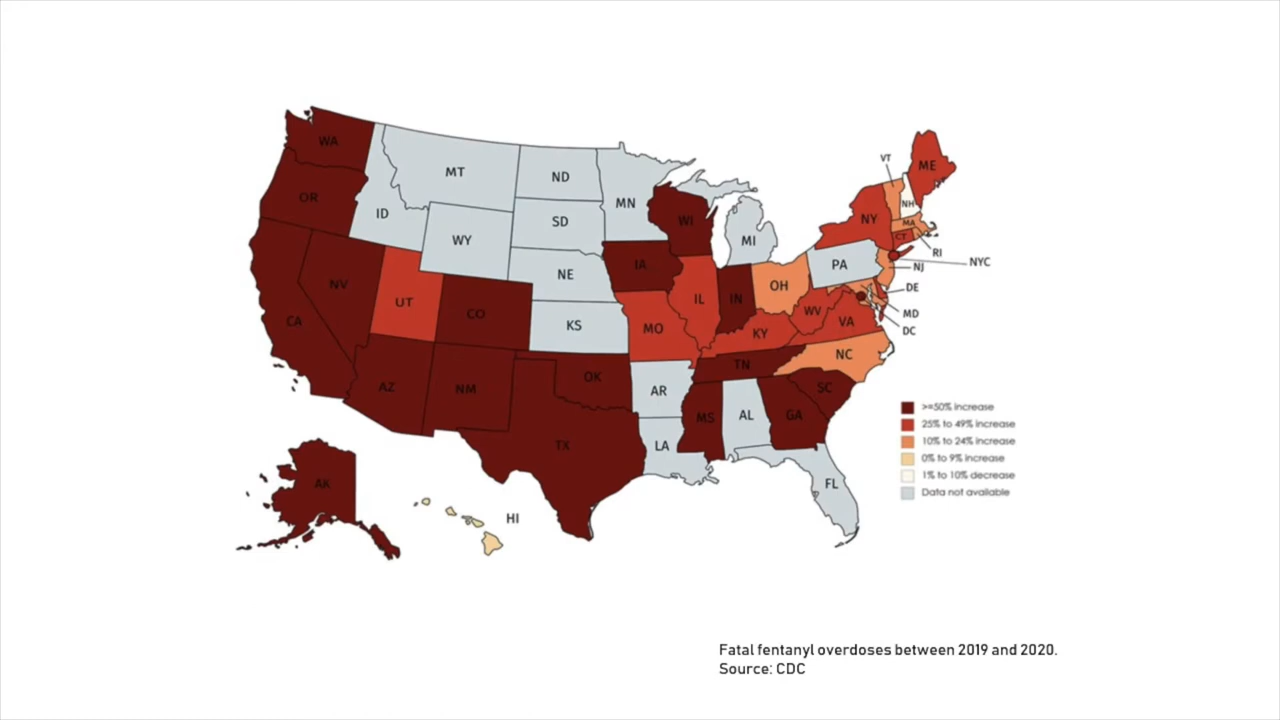 WA
OR
CA
NV
ID
MT
WY
UT
AZ
CO
NM
ND
SD
NE
KS
OK
TX
MN
IA
MO
AR
LA
WI
IL
MS
MI
IN
KY
TN
AL
OH
WV
VA
NC
SC
GA
FL
PA
NY
VT
NH
ME
MA
CT
RI
NYC
NJ
DE
MD
DC
AK
HI
>=50% increase
25% to 49% increase
10% to 24% increase
0% to 9% increase
1% to 10% decrease
Data not available
Fatal fentanyl overdoses between 2019 and 2020.
Source: CDC